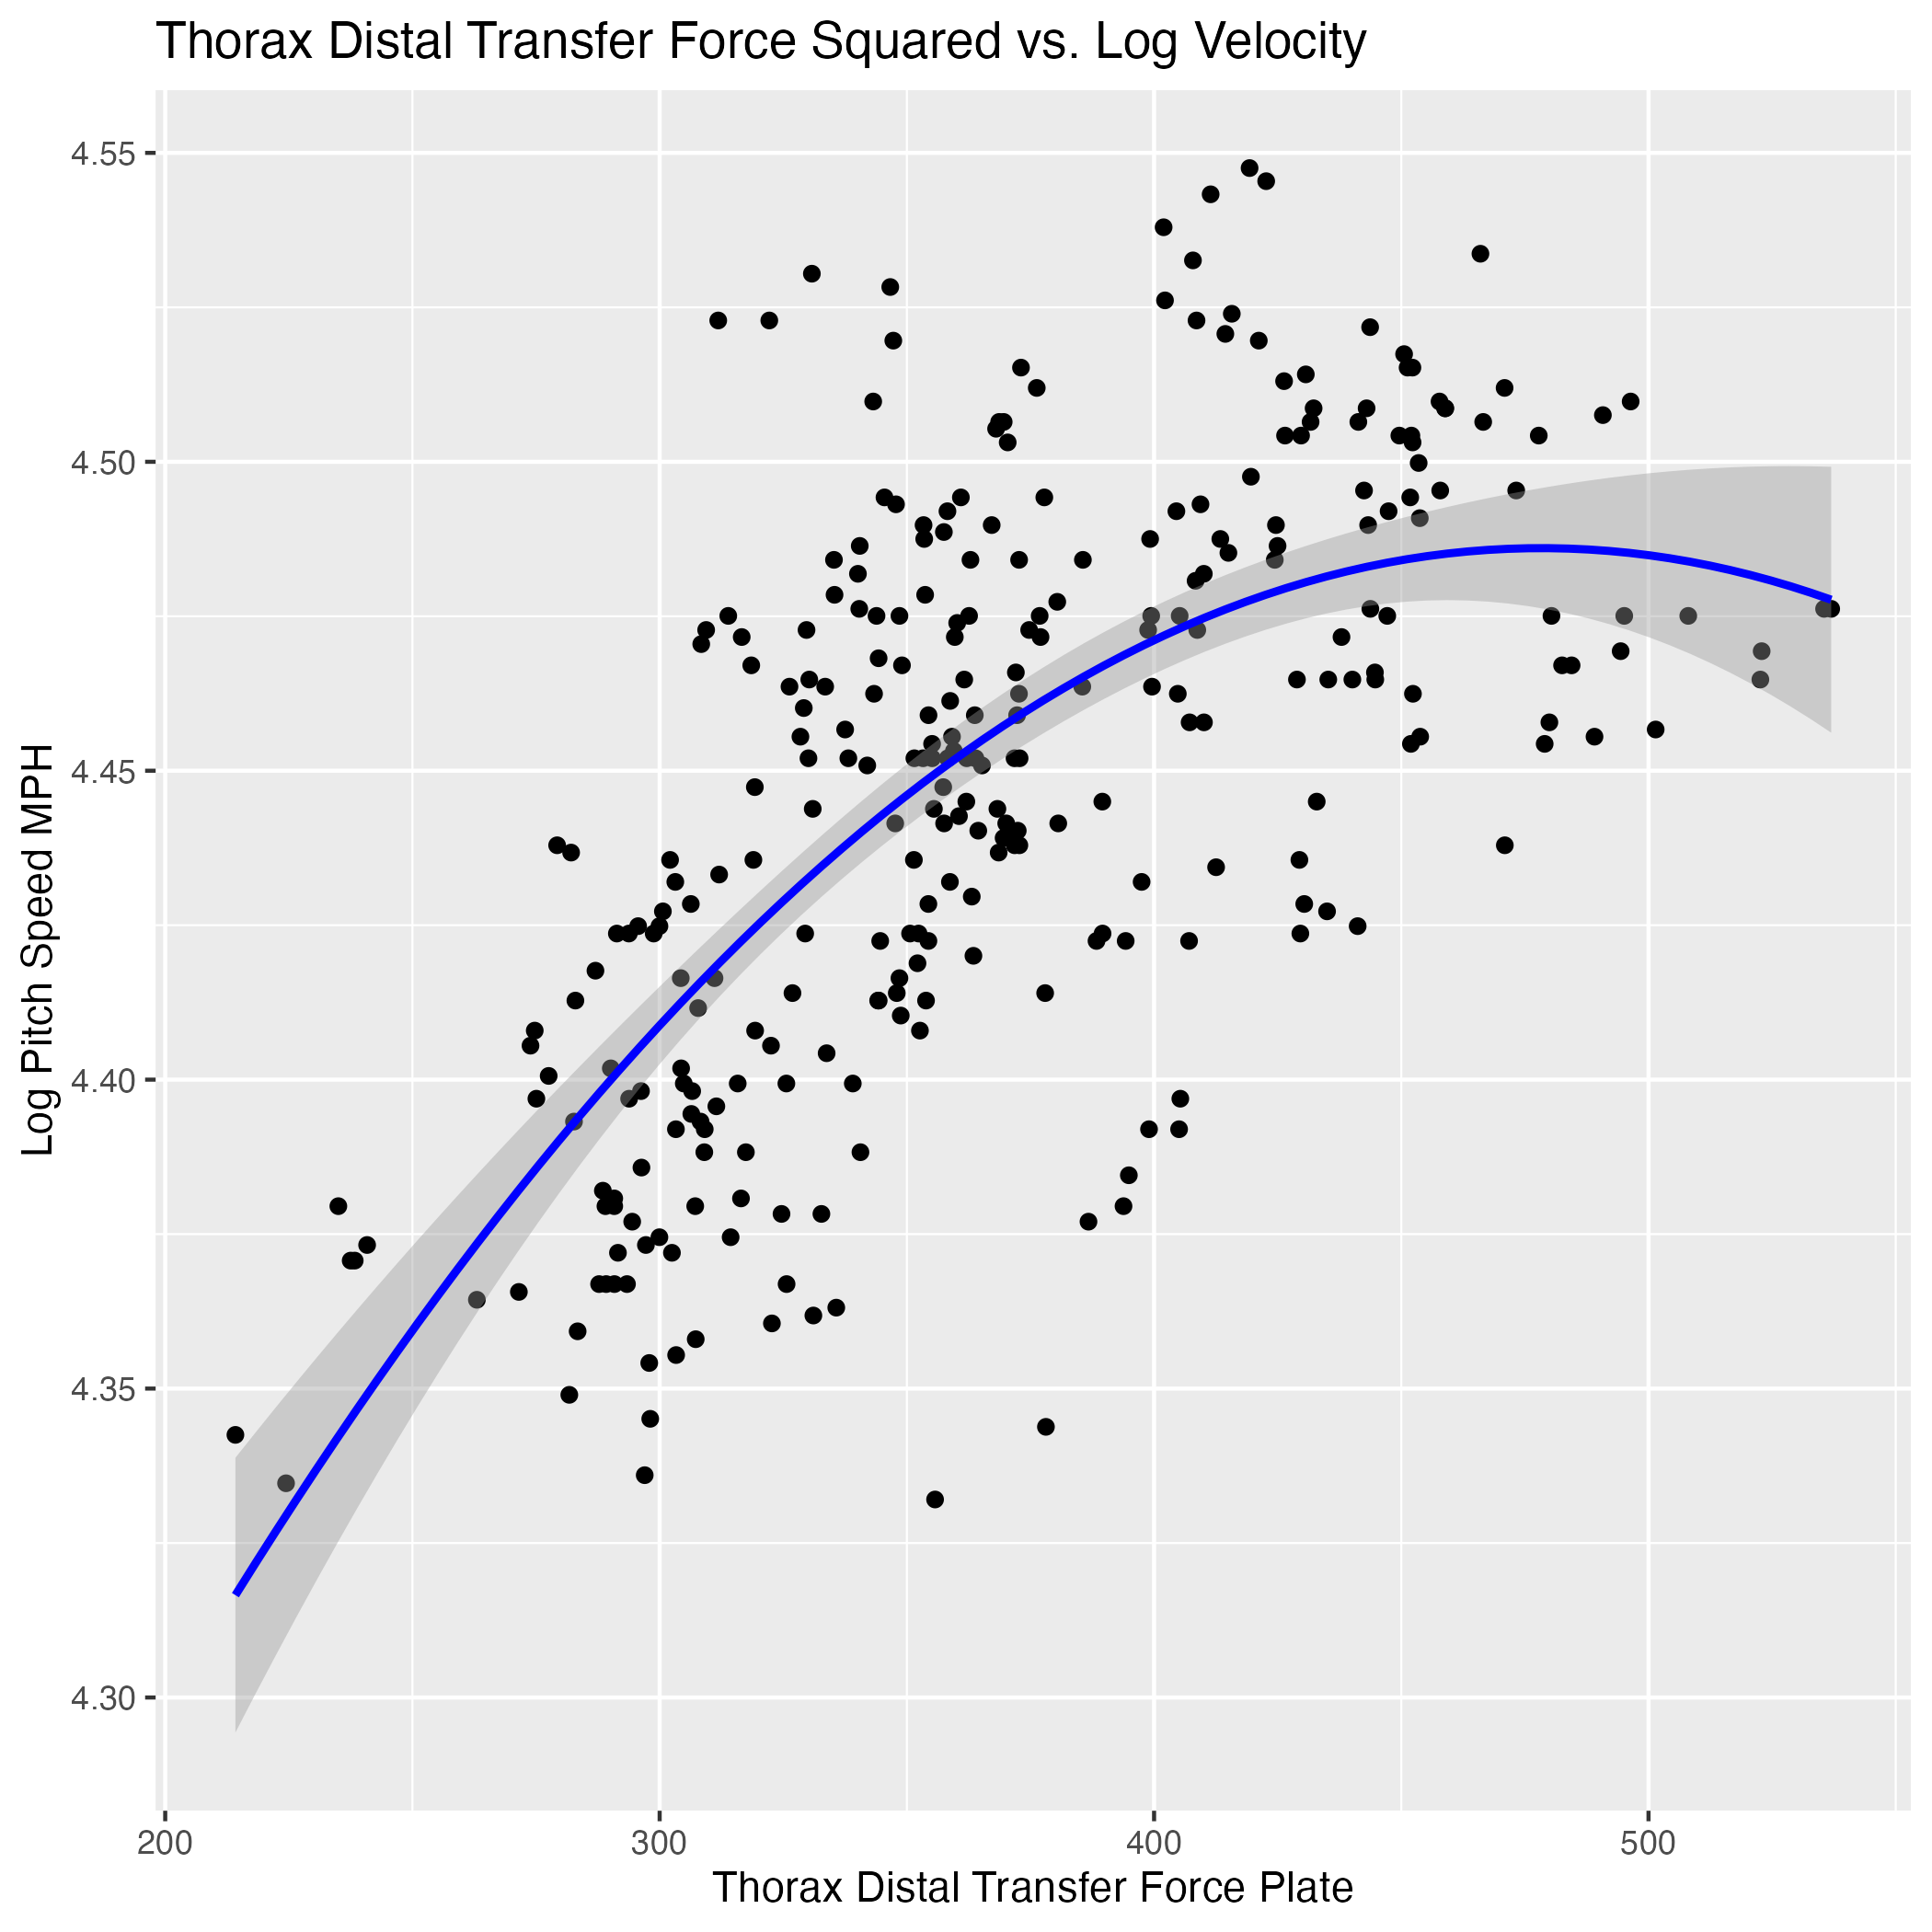 Thorax Distal Transfer Force Squared vs. Log Velocity
Log Pitch Speed MPH
4.55
4.50
4.45
4.40
4.35
4.30
200 300 400 500
Thorax Distal Transfer Force Plate